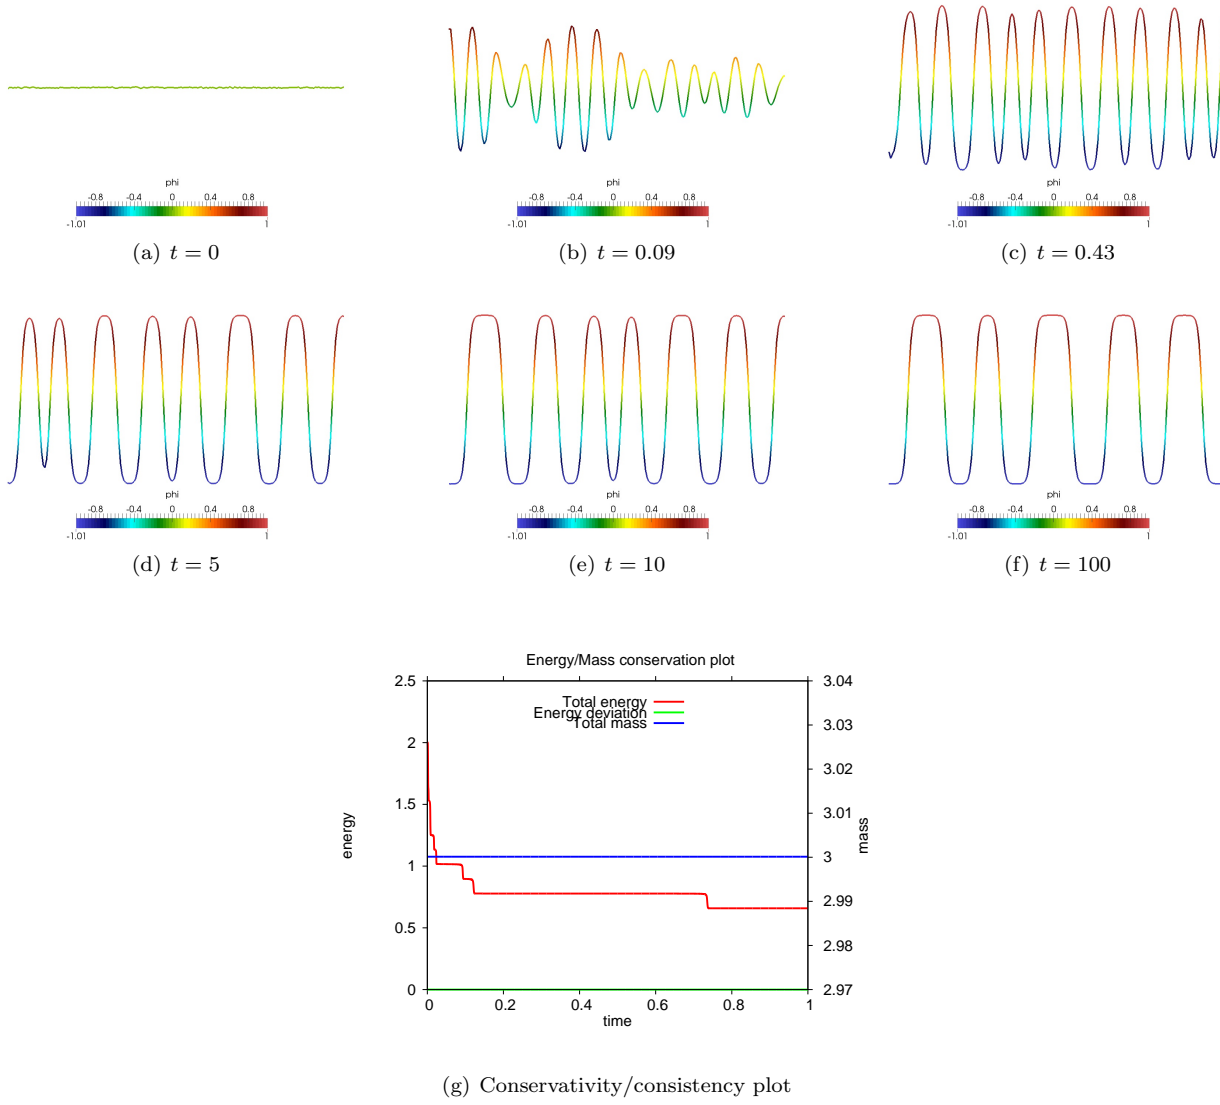 phi
-0.8 -0.4 0 0.4 0.8
-1.01 1
(a) t = 0
phi
-0.8 -0.4 0 0.4 0.8
-1.01 1
(b) t = 0.09
phi
-0.8 -0.4 0 0.4 0.8
-1.01 1
(c) t = 0.43
phi
-0.8 -0.4 0 0.4 0.8
-1.01 1
(d) t = 5
phi
-0.8 -0.4 0 0.4 0.8
-1.01 1
(e) t = 10
phi
-0.8 -0.4 0 0.4 0.8
-1.01 1
(f) t = 100
Energy/Mass conservation plot
2.5 3.04
Total energy
Energy deviation
Total mass
3.03
2 3.02
1.5 3.01
energy mass
1 3
2.99
0.5 2.98
0 2.97
0 0.2 0.4 0.6 0.8 1
time
(g) Conservativity/consistency plot